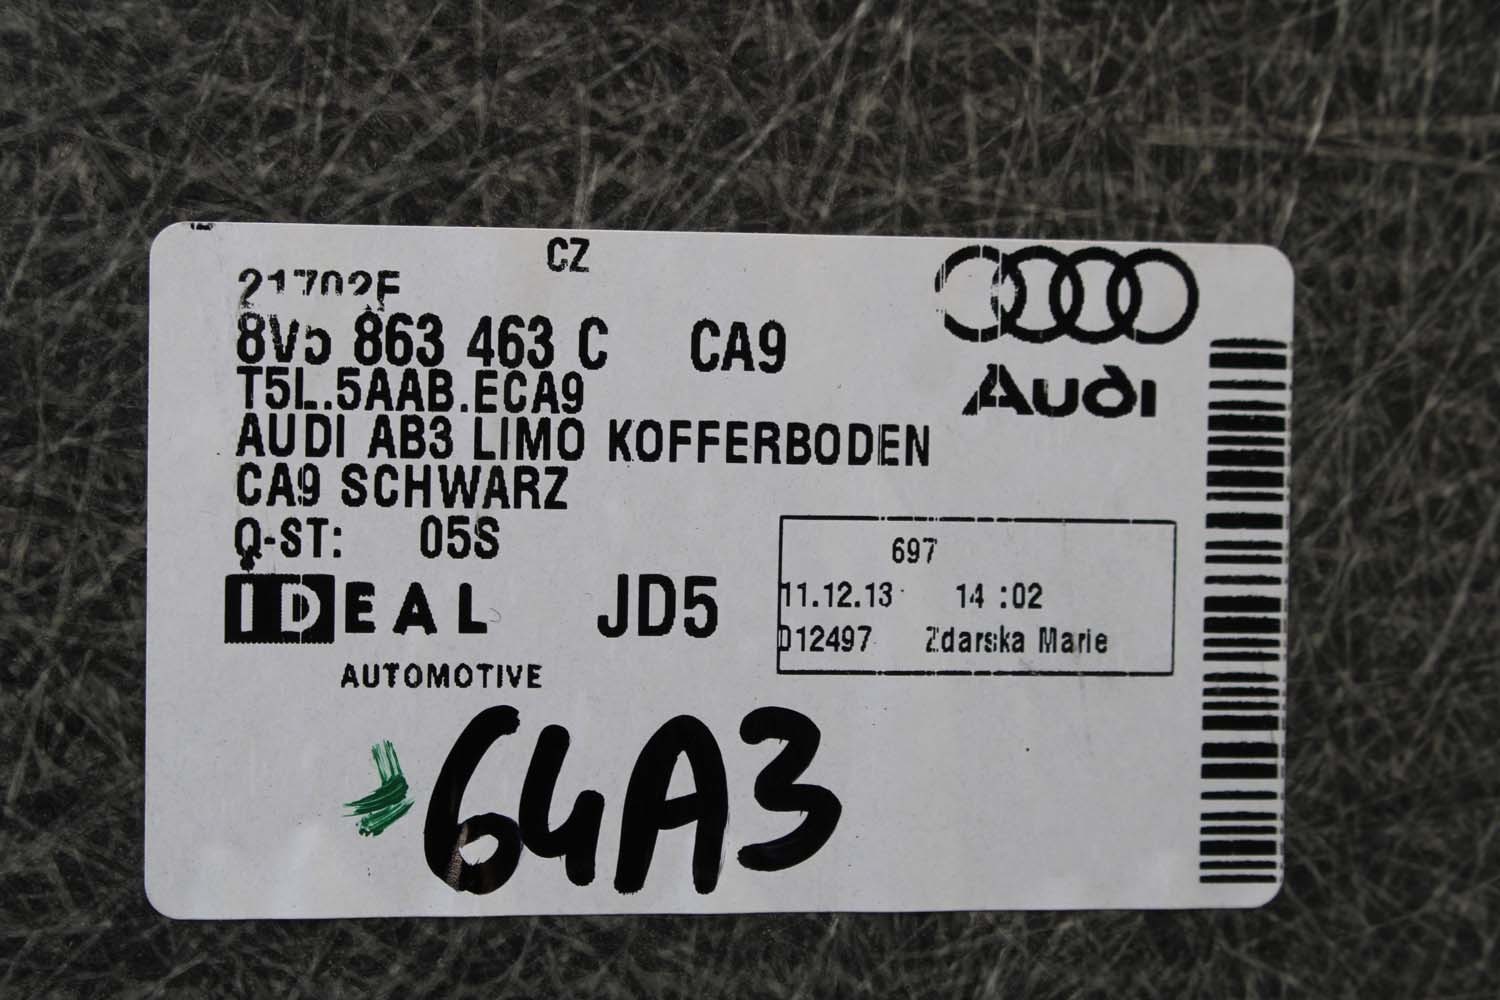 CZ
21702E
8V5 863 463 C CA9
T5L.5AAB.ECA9
AUDI AB3 LIMO KOFFERBODEN
CA9 SCHWARZ
Q-ST: 05S
IDEAL
AUTOMOTIVE
JD5
Audi
697
11.12.13 14:02
D12497 Zdarska Marie
64A3